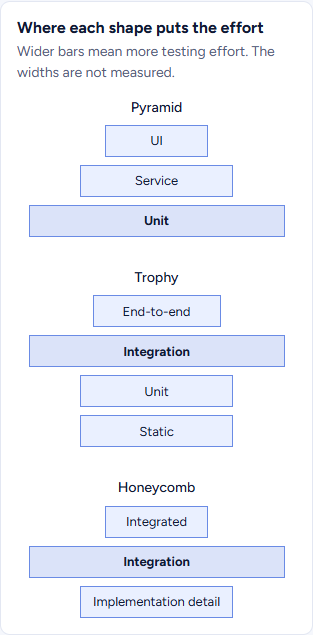 Where each shape puts the effort
Wider bars mean more testing effort. The
widths are not measured.
Pyramid
UI
Service
Unit
Trophy
End-to-end
Integration
Unit
Static
Honeycomb
Integrated
Integration
Implementation detail